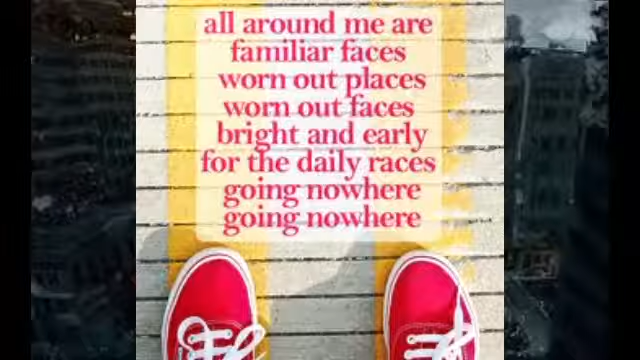 all around me are
familiar faces
worn out places
worn out faces
bright and early
for the daily races
going nowhere
going nowhere